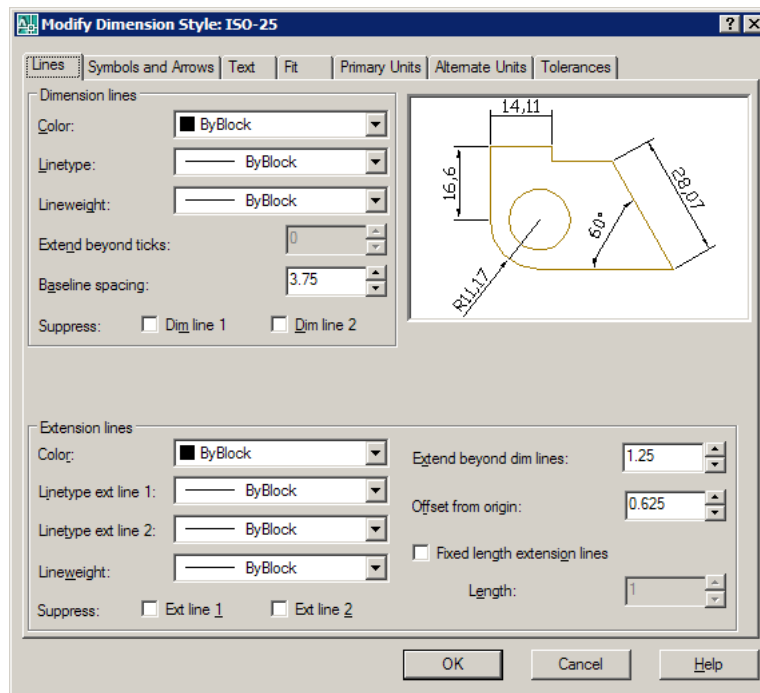 Modify Dimension Style: ISO-25
Lines Symbols and Arrows Text Fit Primary Units Alternate Units Tolerances
Dimension lines
Color: ByBlock
Linetype: ByBlock
Lineweight: ByBlock
Extend beyond ticks: 0
Baseline spacing: 3.75
Suppress: Dim line 1 Dim line 2
14,11
16,6
28,07
60°
R11,17
Extension lines
Color: ByBlock
Linetype ext line 1: ByBlock
Linetype ext line 2: ByBlock
Lineweight: ByBlock
Suppress: Ext line 1 Ext line 2
Extend beyond dim lines: 1.25
Offset from origin: 0.625
Fixed length extension lines
Length: 1
OK Cancel Help